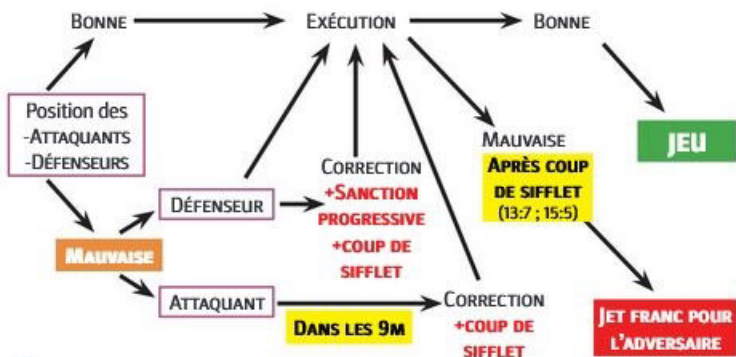 BONNE
EXÉCUTION
BONNE
Position des
-ATTAQUANTS
-DÉFENSEURS
MAUVAISE
APRÈS COUP
DE SIFFLET
(13:7 ; 15:5)
JEU
CORRECTION
+SANCTION
PROGRESSIVE
+COUP DE
SIFFLET
DÉFENSEUR
MAUVAISE
ATTAQUANT
DANS LES 9M
CORRECTION
+COUP DE
SIFFLET
JET FRANC POUR
L'ADVERSAIRE